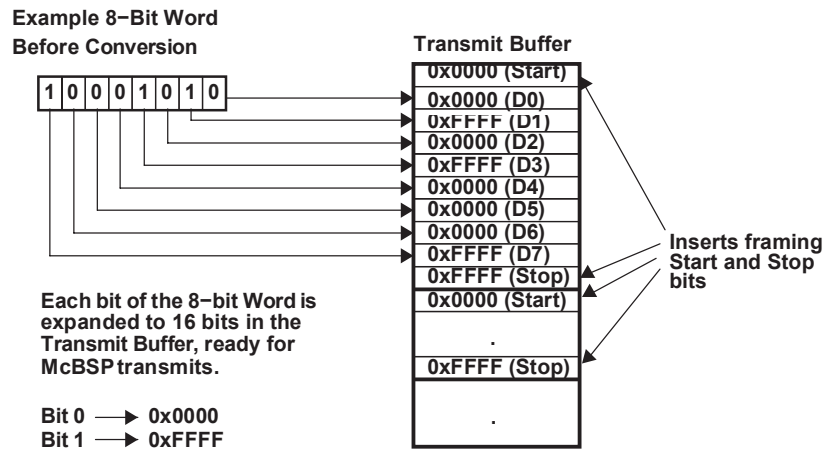 Example 8−Bit Word
Before Conversion
Transmit Buffer
1 0 0 0 1 0 1 0
0x0000 (Start)
0x0000 (D0)
0xFFFF (D1)
0x0000 (D2)
0xFFFF (D3)
0x0000 (D4)
0x0000 (D5)
0x0000 (D6)
0xFFFF (D7)
0xFFFF (Stop)
0x0000 (Start)
.
0xFFFF (Stop)
.
Inserts framing
Start and Stop
bits
Each bit of the 8−bit Word is
expanded to 16 bits in the
Transmit Buffer, ready for
McBSP transmits.
Bit 0 → 0x0000
Bit 1 → 0xFFFF